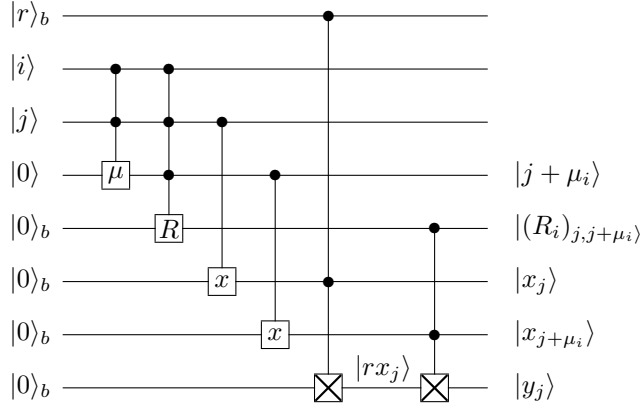 |r⟩_b
|i⟩
|j⟩
|0⟩ μ |j + μ_i⟩
|0⟩_b R |(R_i)_{j,j+μ_i}⟩
|0⟩_b x |x_j⟩
|0⟩_b x |x_{j+μ_i}⟩
|0⟩_b |rx_j⟩ |y_j⟩